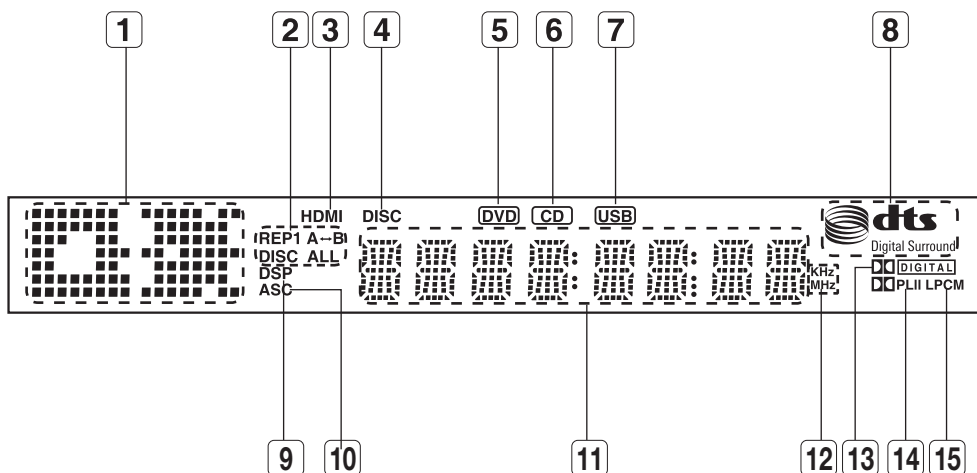 1 2 3 4 5 6 7 8
HDMI DISC DVD CD USB
dts
REP1 A↔B
Digital Surround
DISC ALL
DSP
KHz
DIGITAL
ASC
MHz
PLII LPCM
9 10 11 12 13 14 15